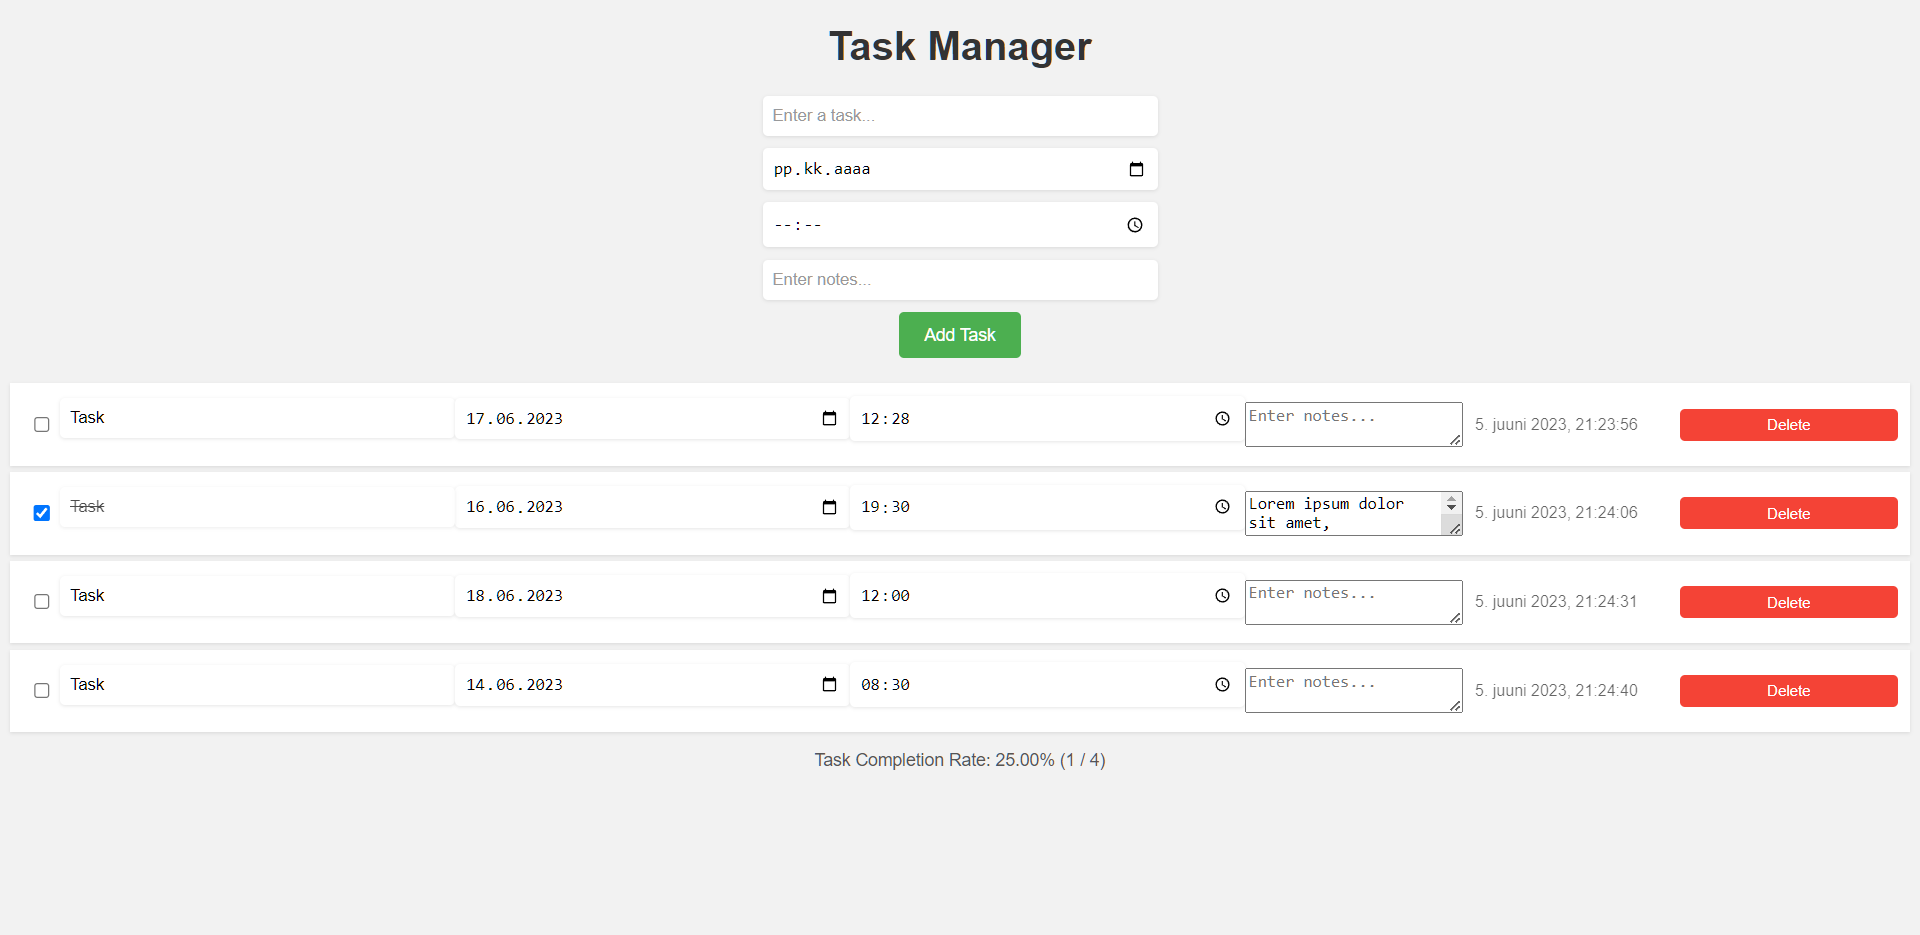 Task Manager
Enter a task...
pp.kk.aaaa
--:--
Enter notes...
Add Task
Task 17.06.2023 12:28 Enter notes... 5. juuni 2023, 21:23:56 Delete
Task 16.06.2023 19:30 Lorem ipsum dolor 5. juuni 2023, 21:24:06 Delete
sit amet,
Task 18.06.2023 12:00 Enter notes... 5. juuni 2023, 21:24:31 Delete
Task 14.06.2023 08:30 Enter notes... 5. juuni 2023, 21:24:40 Delete
Task Completion Rate: 25.00% (1 / 4)